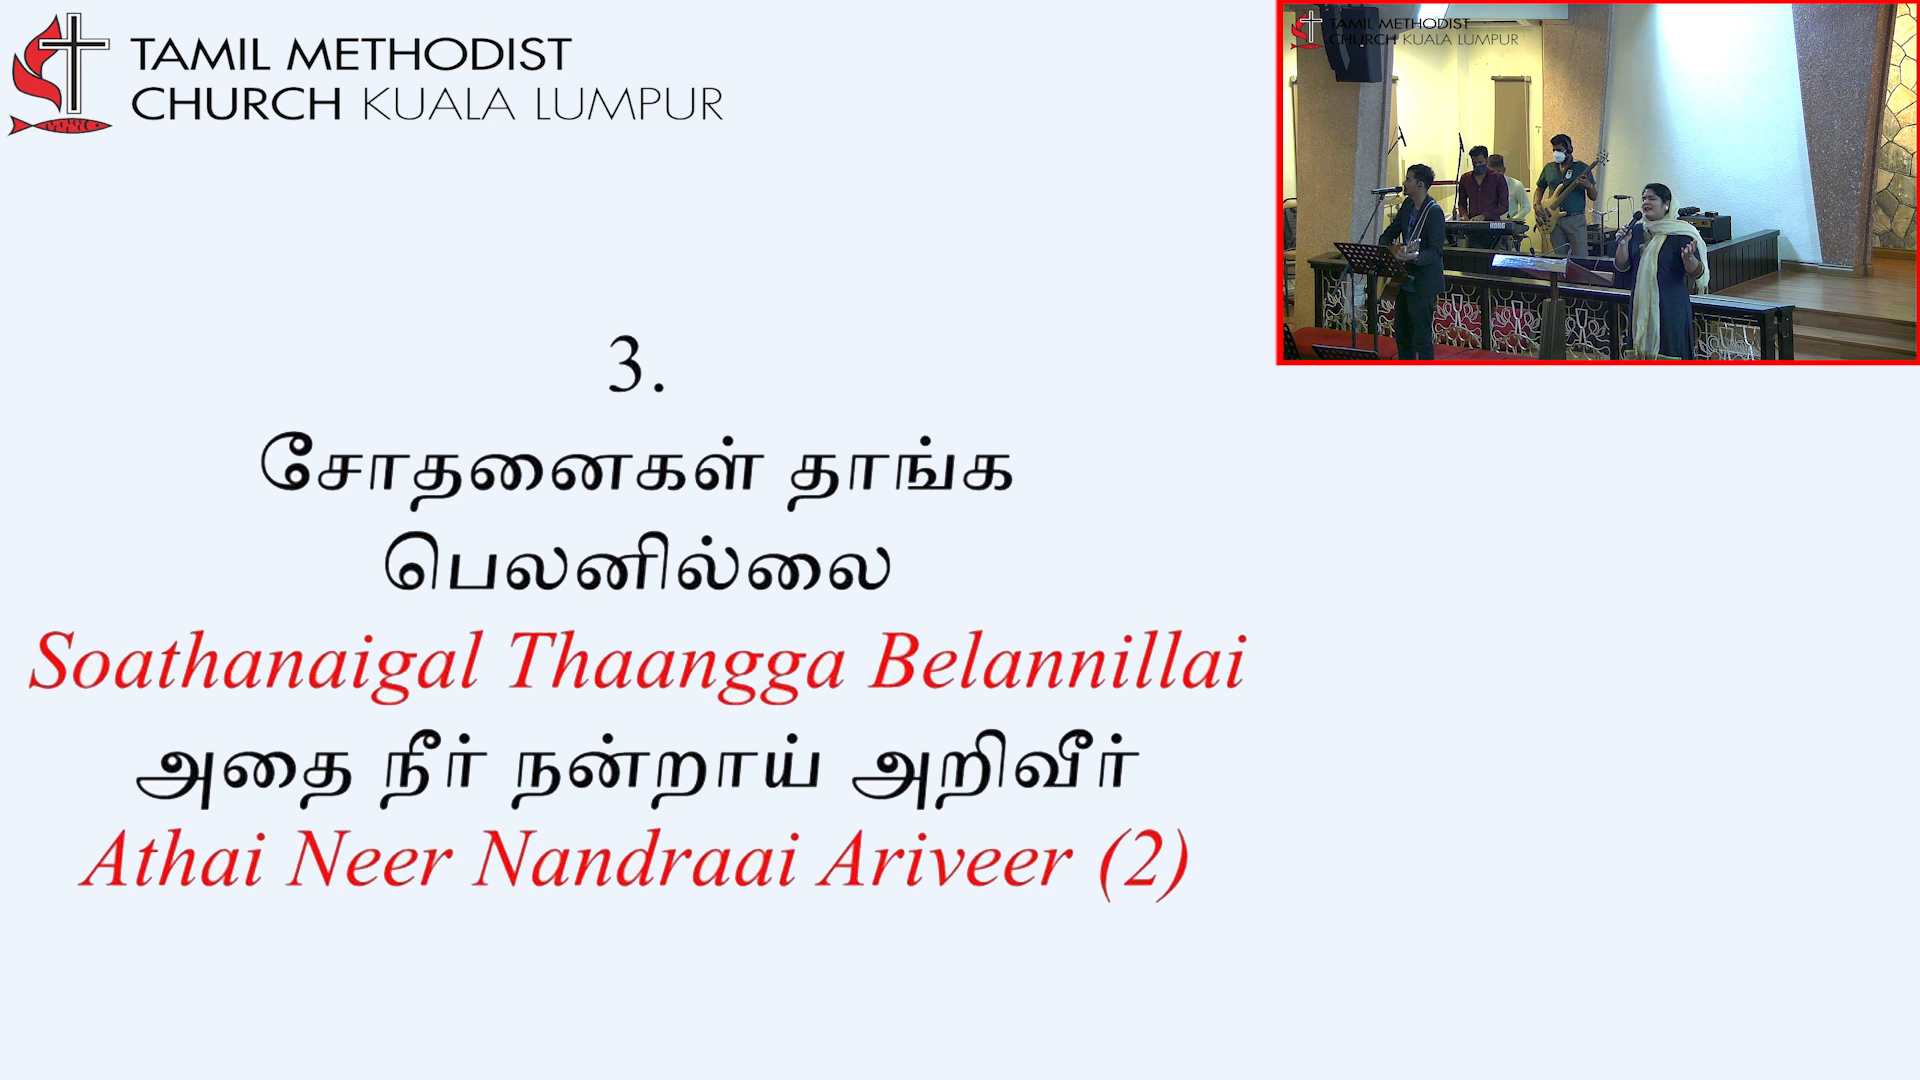 TAMIL METHODIST
CHURCH KUALA LUMPUR
TAMIL METHODIST
CHURCH KUALA LUMPUR
KORG
3.
சோதனைகள் தாங்க
பெலனில்லை
Soathanaigal Thaangga Belannillai
அதை நீர் நன்றாய் அறிவீர்
Athai Neer Nandraai Ariveer (2)